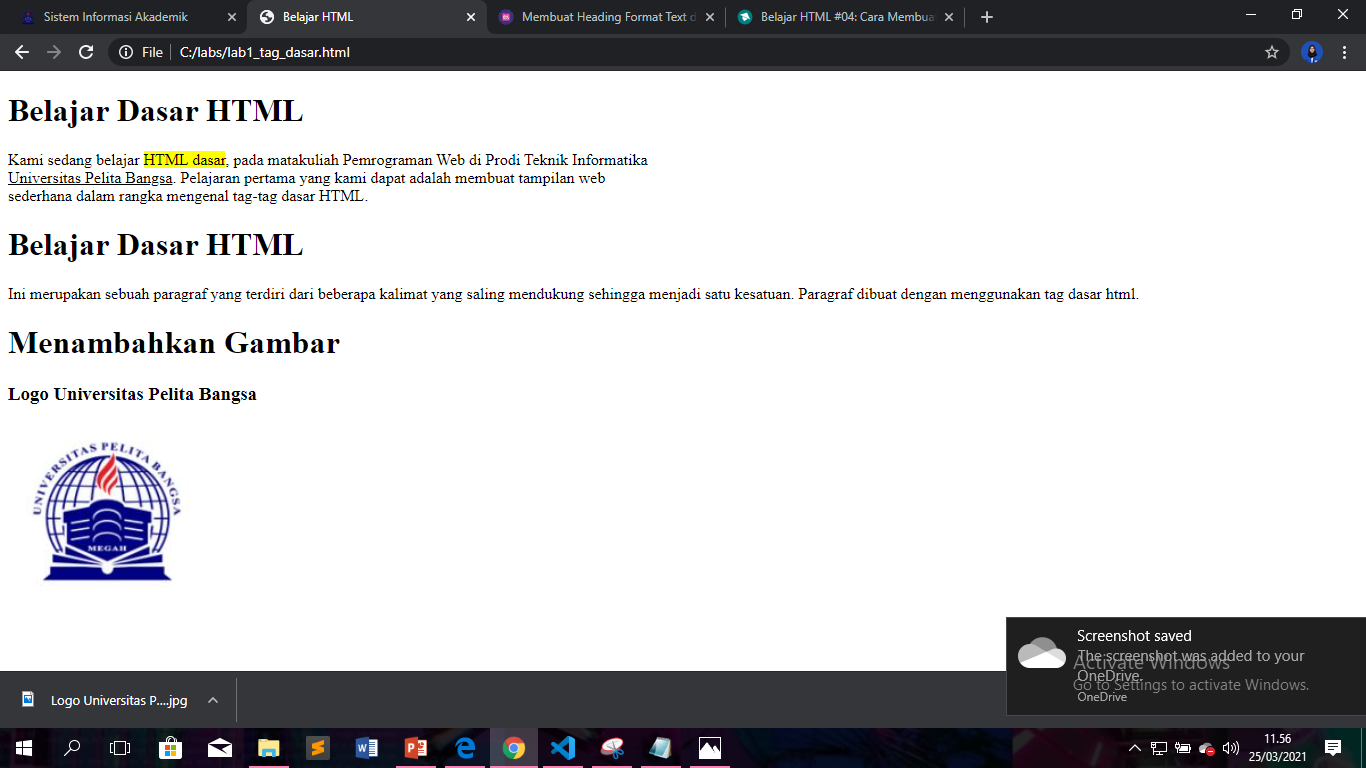 Sistem Informasi Akademik
Belajar HTML
Membuat Heading Format Text d
Belajar HTML #04: Cara Membua
File
C:/labs/lab1_tag_dasar.html
Belajar Dasar HTML
Kami sedang belajar HTML dasar, pada matakuliah Pemrograman Web di Prodi Teknik Informatika
Universitas Pelita Bangsa. Pelajaran pertama yang kami dapat adalah membuat tampilan web
sederhana dalam rangka mengenal tag-tag dasar HTML.
Belajar Dasar HTML
Ini merupakan sebuah paragraf yang terdiri dari beberapa kalimat yang saling mendukung sehingga menjadi satu kesatuan. Paragraf dibuat dengan menggunakan tag dasar html.
Menambahkan Gambar
Logo Universitas Pelita Bangsa
UNIVERSITAS PELITA BANGSA
MEGAH
Screenshot saved
The screenshot was added to your
OneDrive.
OneDrive
Activate Windows
Go to Settings to activate Windows.
Logo Universitas P....jpg
11.56
25/03/2021